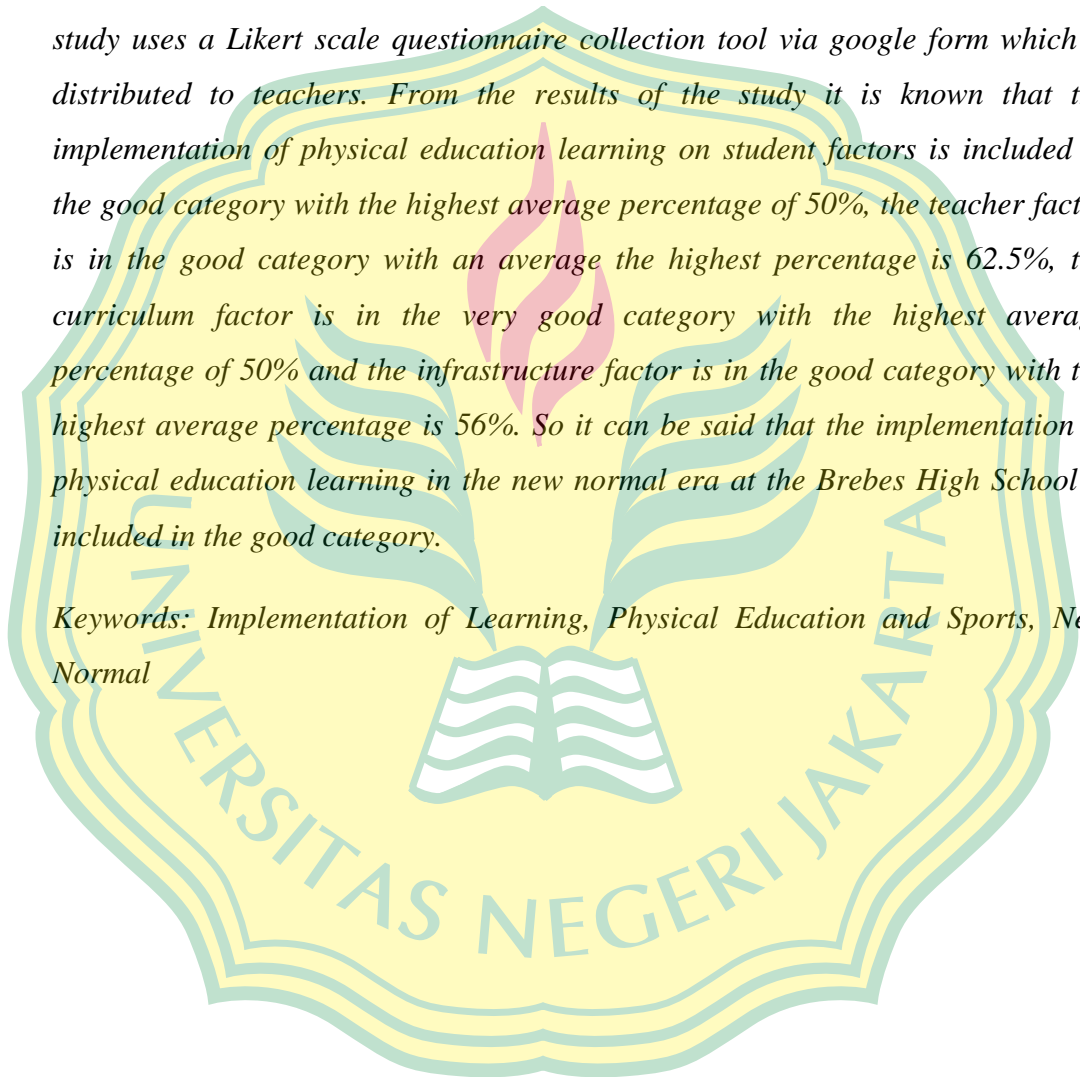 study uses a Likert scale questionnaire collection tool via google form which
distributed to teachers. From the results of the study it is known that t
implementation of physical education learning on student factors is included
the good category with the highest average percentage of 50%, the teacher fact
is in the good category with an average the highest percentage is 62.5%, t
curriculum factor is in the very good category with the highest averag
percentage of 50% and the infrastructure factor is in the good category with t
highest average percentage is 56%. So it can be said that the implementation
physical education learning in the new normal era at the Brebes High School
included in the good category.
Keywords: Implementation of Learning, Physical Education and Sports, Ne
Normal
UNIVERSITAS NEGERI JAKARTA